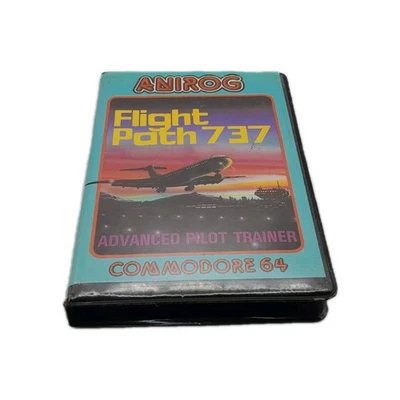 ANIROG
Flight
Path 737
ADVANCED PILOT TRAINER
COMMODORE 64